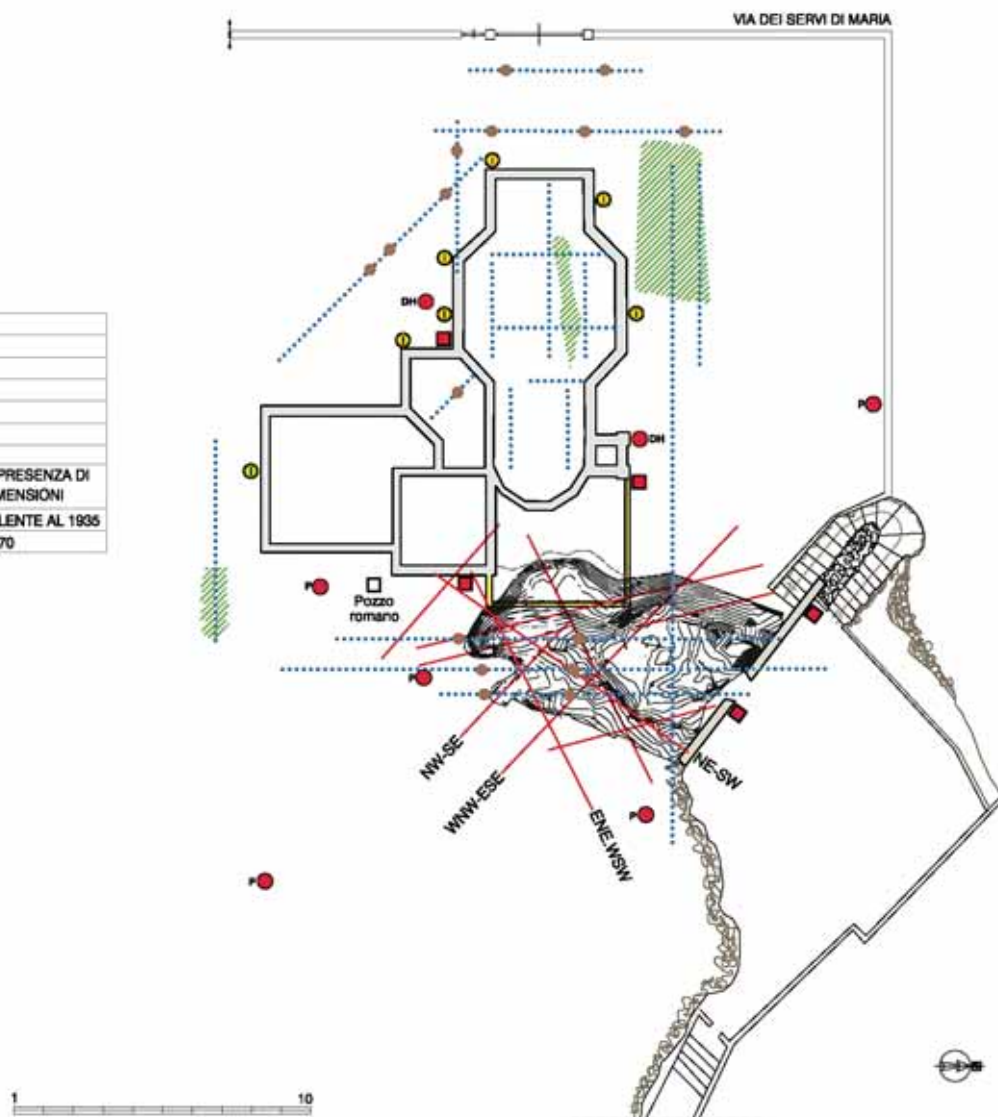 VIA DEI SERVI DI MARIA
DH
P
DH
PRESENZA DI
MENSIONI
LENTE AL 1935
70
P
Pozzo
romano
P
NW-SE
WNW-ESE
ENE.WSW
NE-SW
P
P
1
10